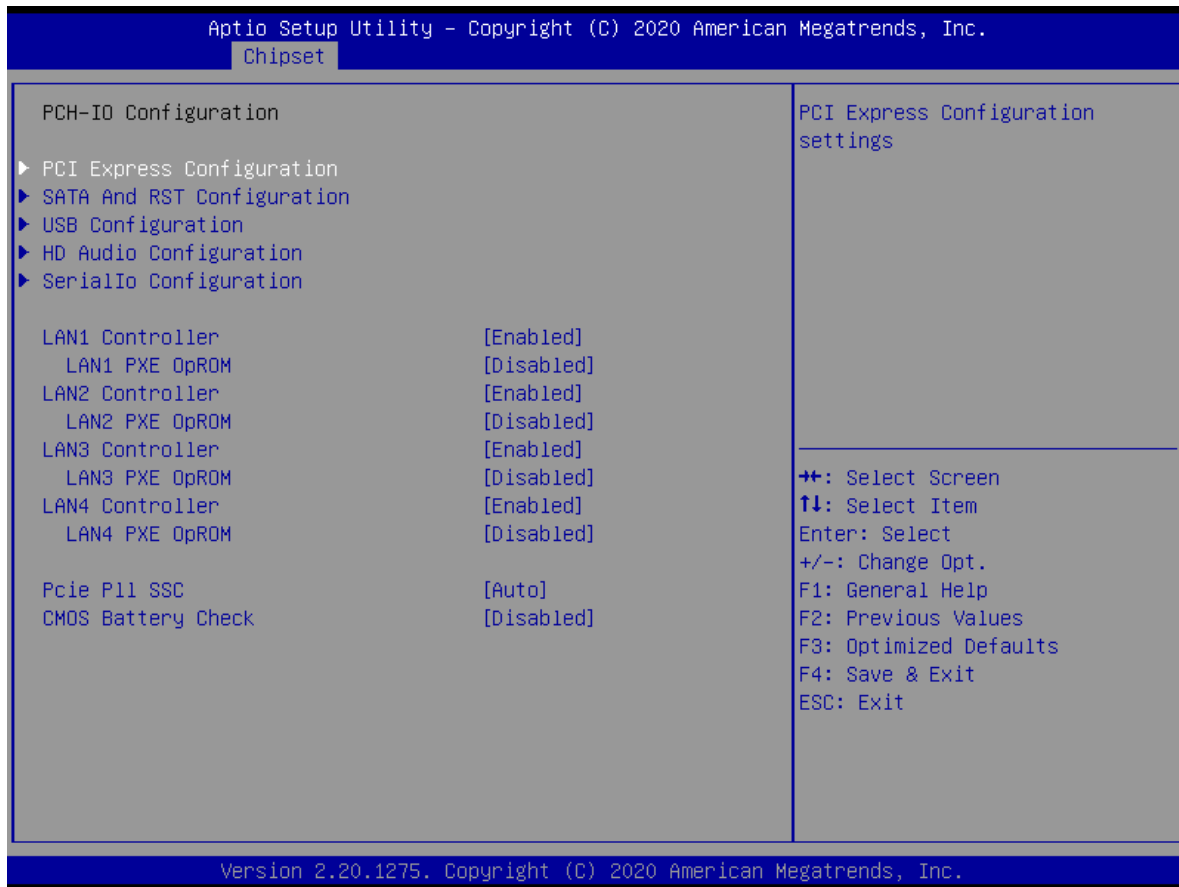 Aptio Setup Utility – Copyright (C) 2020 American Megatrends, Inc.
Chipset
PCH-IO Configuration
PCI Express Configuration
SATA And RST Configuration
USB Configuration
HD Audio Configuration
SerialIo Configuration
LAN1 Controller [Enabled]
LAN1 PXE OpROM [Disabled]
LAN2 Controller [Enabled]
LAN2 PXE OpROM [Disabled]
LAN3 Controller [Enabled]
LAN3 PXE OpROM [Disabled]
LAN4 Controller [Enabled]
LAN4 PXE OpROM [Disabled]
Pcie Pll SSC [Auto]
CMOS Battery Check [Disabled]
PCI Express Configuration
settings
→←: Select Screen
↑↓: Select Item
Enter: Select
+/-: Change Opt.
F1: General Help
F2: Previous Values
F3: Optimized Defaults
F4: Save & Exit
ESC: Exit
Version 2.20.1275. Copyright (C) 2020 American Megatrends, Inc.